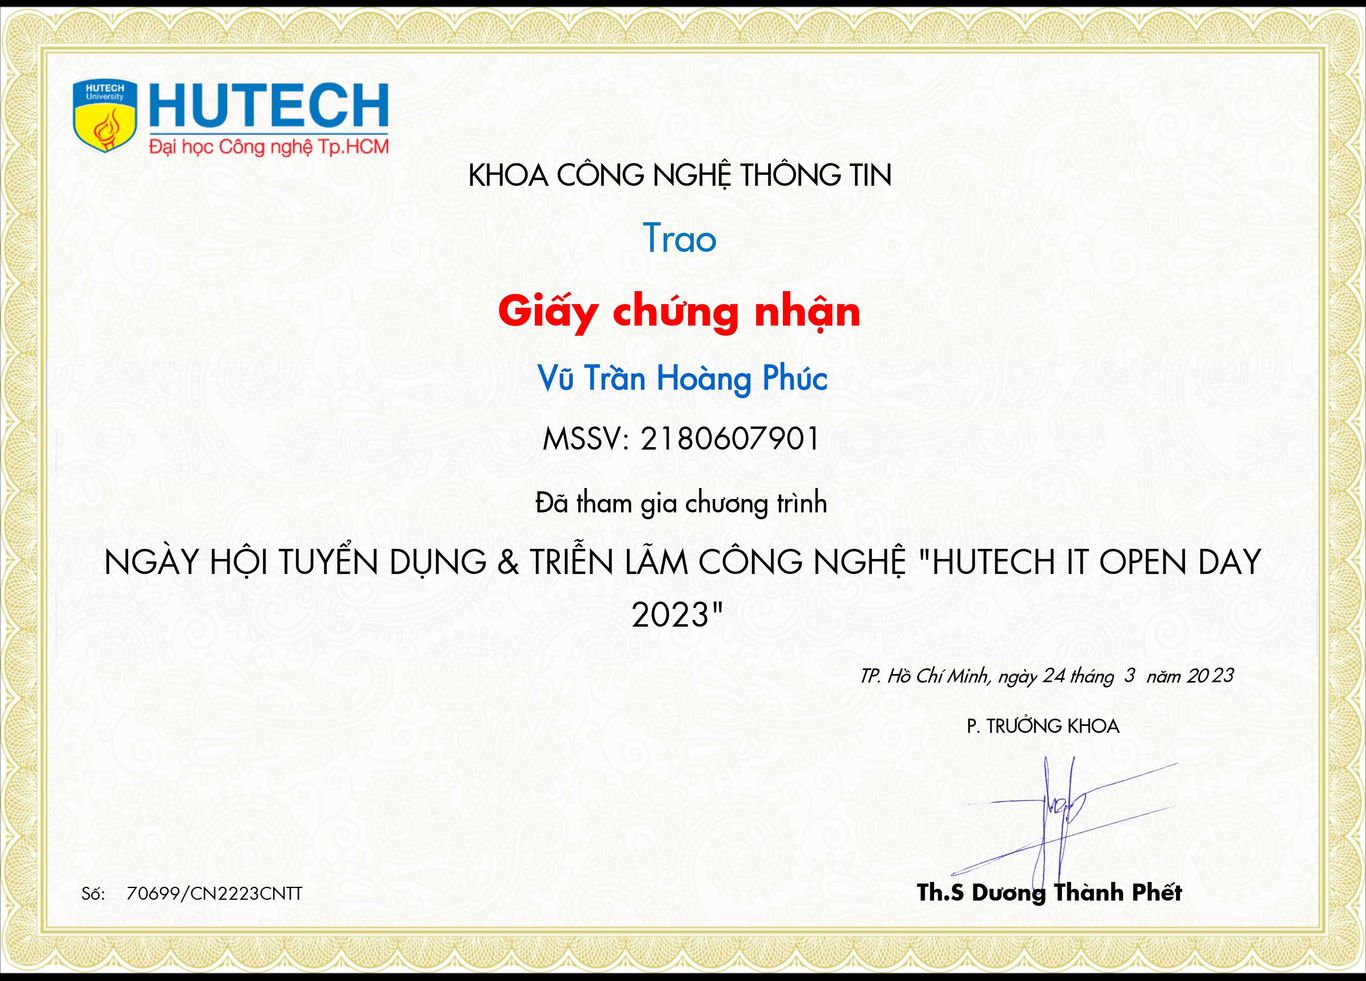 HUTECH
University
HUTECH
Đại học Công nghệ Tp.HCM
KHOA CÔNG NGHỆ THÔNG TIN
Trao
Giấy chứng nhận
Vũ Trần Hoàng Phúc
MSSV: 2180607901
Đã tham gia chương trình
NGÀY HỘI TUYỂN DỤNG & TRIỄN LÃM CÔNG NGHỆ "HUTECH IT OPEN DAY
2023"
TP. Hồ Chí Minh, ngày 24 tháng 3 năm 2023
P. TRƯỞNG KHOA
Th.S Dương Thành Phết
Số: 70699/CN2223CNTT